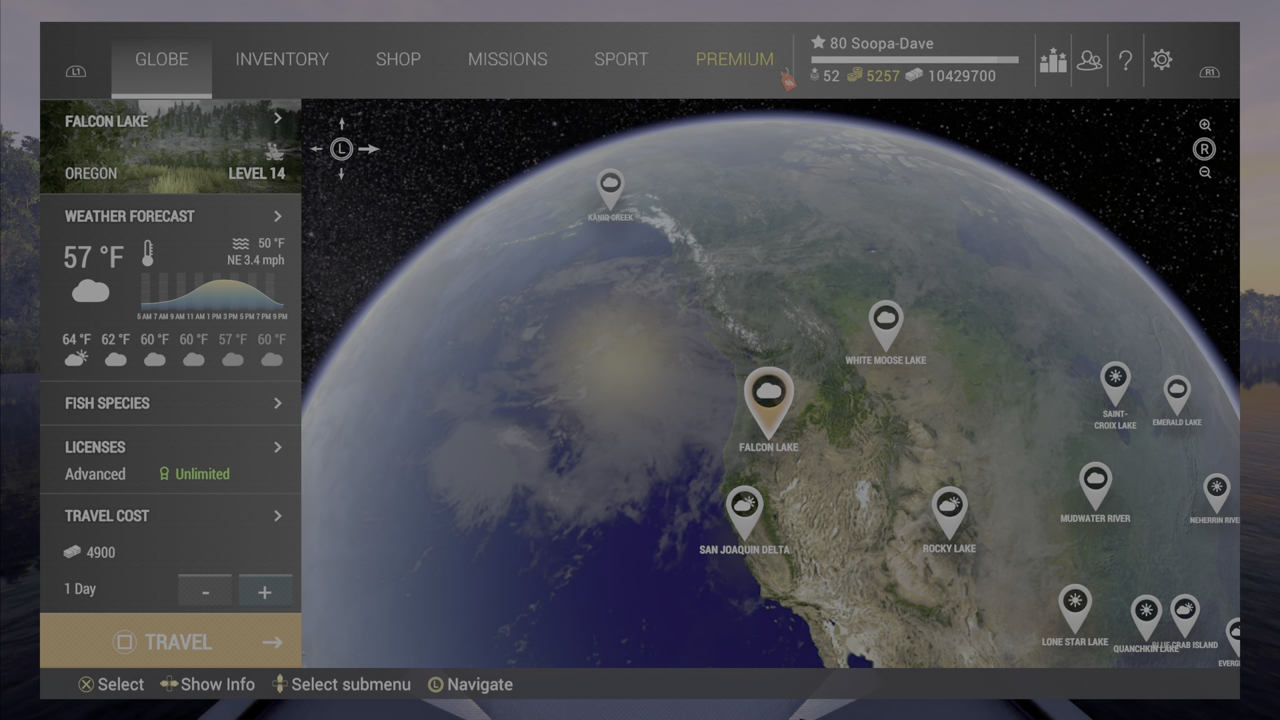 L1
GLOBE
INVENTORY
SHOP
MISSIONS
SPORT
PREMIUM
80 Soopa-Dave
52 5257 10429700
?
R1
FALCON LAKE
OREGON LEVEL 14
WEATHER FORECAST
57 °F
50 °F
NE 3.4 mph
5 AM 7 AM 9 AM 11 AM 1 PM 3 PM 5 PM 7 PM 9 PM
64 °F 62 °F 60 °F 60 °F 57 °F 60 °F
FISH SPECIES
LICENSES
Advanced Unlimited
TRAVEL COST
4900
1 Day - +
TRAVEL
L
R
KANIQ CREEK
WHITE MOOSE LAKE
FALCON LAKE
SAINT-
CROIX LAKE
EMERALD LAKE
MUDWATER RIVER
NEHERRIN RIVE
SAN JOAQUIN DELTA
ROCKY LAKE
LONE STAR LAKE
QUANCHKIN LAKE
BLUE CRAB ISLAND
EVERG
Select Show Info Select submenu L Navigate